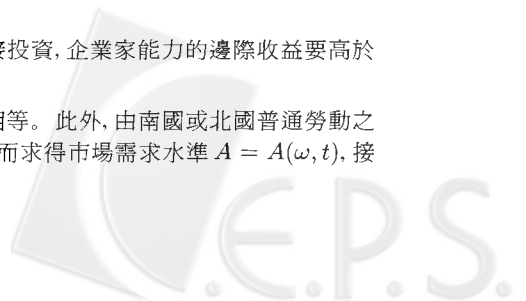 接投資, 企業家能力的邊際收益要高於
相等。此外, 由南國或北國普通勞動之
而求得市場需求水準 A = A(ω, t), 接
C.E.P.S.